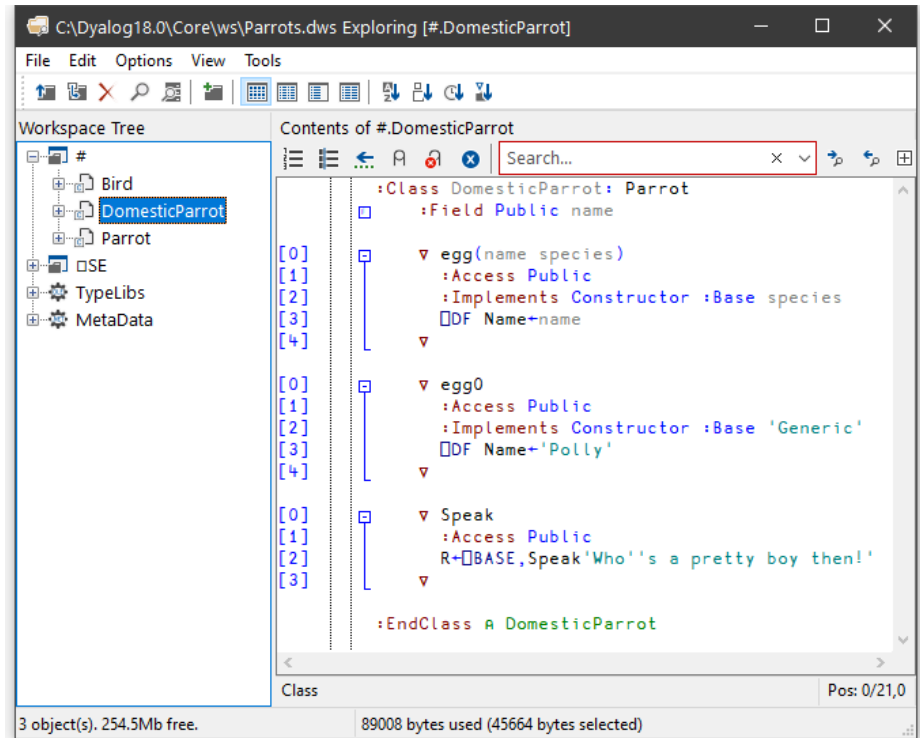 C:\Dyalog18.0\Core\ws\Parrots.dws Exploring [#.DomesticParrot]
File Edit Options View Tools
Workspace Tree
#
Bird
DomesticParrot
Parrot
⎕SE
TypeLibs
MetaData
Contents of #.DomesticParrot
Search...
:Class DomesticParrot: Parrot
:Field Public name
[0] ∇ egg(name species)
[1] :Access Public
[2] :Implements Constructor :Base species
[3] ⎕DF Name←name
[4] ∇
[0] ∇ egg0
[1] :Access Public
[2] :Implements Constructor :Base 'Generic'
[3] ⎕DF Name←'Polly'
[4] ∇
[0] ∇ Speak
[1] :Access Public
[2] R←⎕BASE,Speak'Who''s a pretty boy then!'
[3] ∇
:EndClass ⍝ DomesticParrot
Class Pos: 0/21,0
3 object(s). 254.5Mb free. 89008 bytes used (45664 bytes selected)